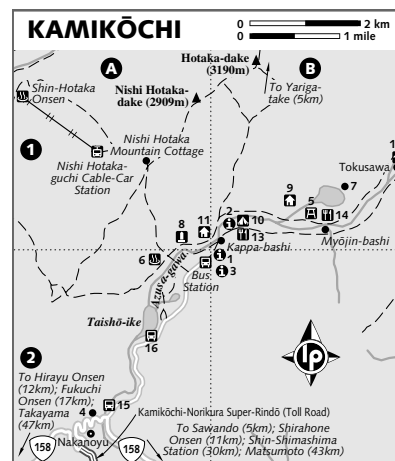 KAMIKŌCHI
0 2 km
0 1 mile
A
B
Hotaka-dake
(3190m)
Shin-Hotaka
Onsen
Nishi Hotaka-
dake (2909m)
To Yariga-
take (5km)
1
Nishi Hotaka
Mountain Cottage
Nishi Hotaka-
guchi Cable-Car
Station
Tokusawa
7
9
5
14
2
10
11
8
13
Kappa-bashi
Myōjin-bashi
6
1
3
Bus
Station
Azusa-gawa
Taishō-ike
16
lp
2
To Hirayu Onsen
(12km); Fukuchi
Onsen (17km);
Takayama
(47km)
4
15
Kamikōchi-Norikura Super-Rindō (Toll Road)
Nakanoyu
158
158
To Sawando (5km); Shirahone
Onsen (11km); Shin-Shimashima
Station (30km); Matsumoto (43km)